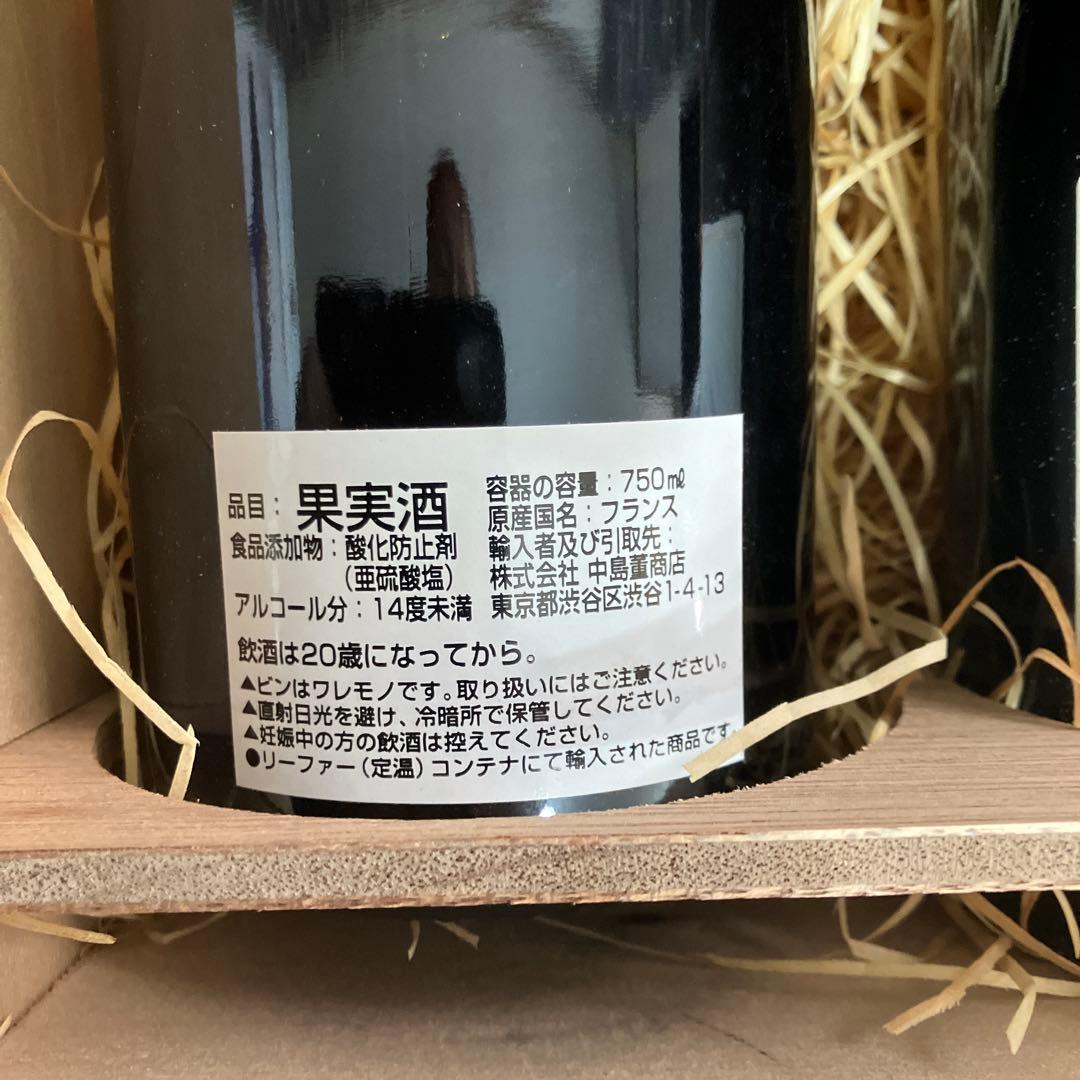 品目：果実酒
食品添加物：酸化防止剤
（亜硫酸塩）
アルコール分：14度未満
容器の容量：750㎖
原産国名：フランス
輸入者及び引取先：
株式会社 中島董商店
東京都渋谷区渋谷1-4-13
飲酒は20歳になってから。
▲ビンはワレモノです。取り扱いにはご注意ください。
▲直射日光を避け、冷暗所で保管してください。
▲妊娠中の方の飲酒は控えてください。
●リーファー（定温）コンテナにて輸入された商品です。